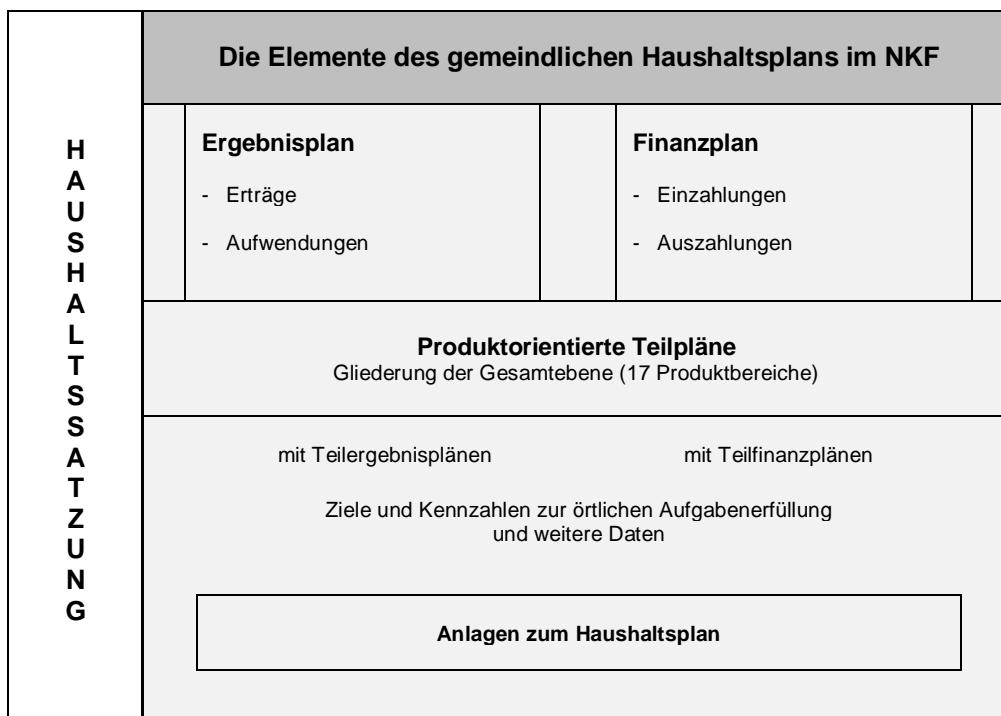 Die Elemente des gemeindlichen Haushaltsplans im NKF
HAUSHALTSSATZUNG
Ergebnisplan
- Erträge
- Aufwendungen
Finanzplan
- Einzahlungen
- Auszahlungen
Produktorientierte Teilpläne
Gliederung der Gesamtebene (17 Produktbereiche)
mit Teilergebnisplänen
mit Teilfinanzplänen
Ziele und Kennzahlen zur örtlichen Aufgabenerfüllung
und weitere Daten
Anlagen zum Haushaltsplan